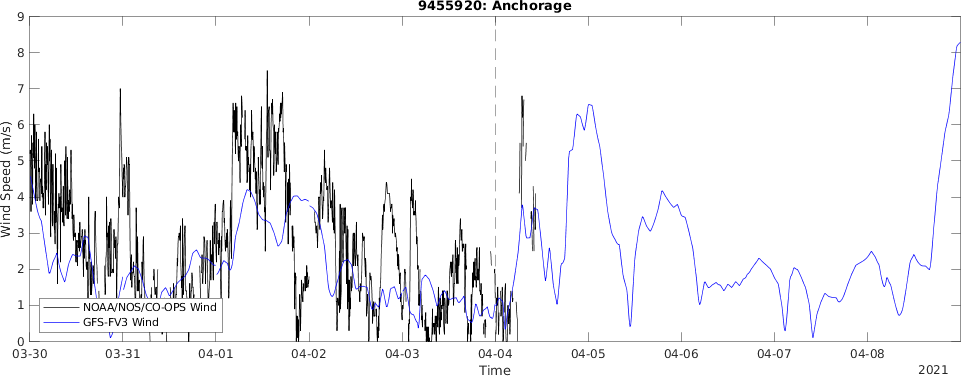 9455920: Anchorage
9
8
7
6
5
4
3
2
1
0
Wind Speed (m/s)
NOAA/NOS/CO-OPS Wind
GFS-FV3 Wind
03-30 03-31 04-01 04-02 04-03 04-04 04-05 04-06 04-07 04-08
Time
2021